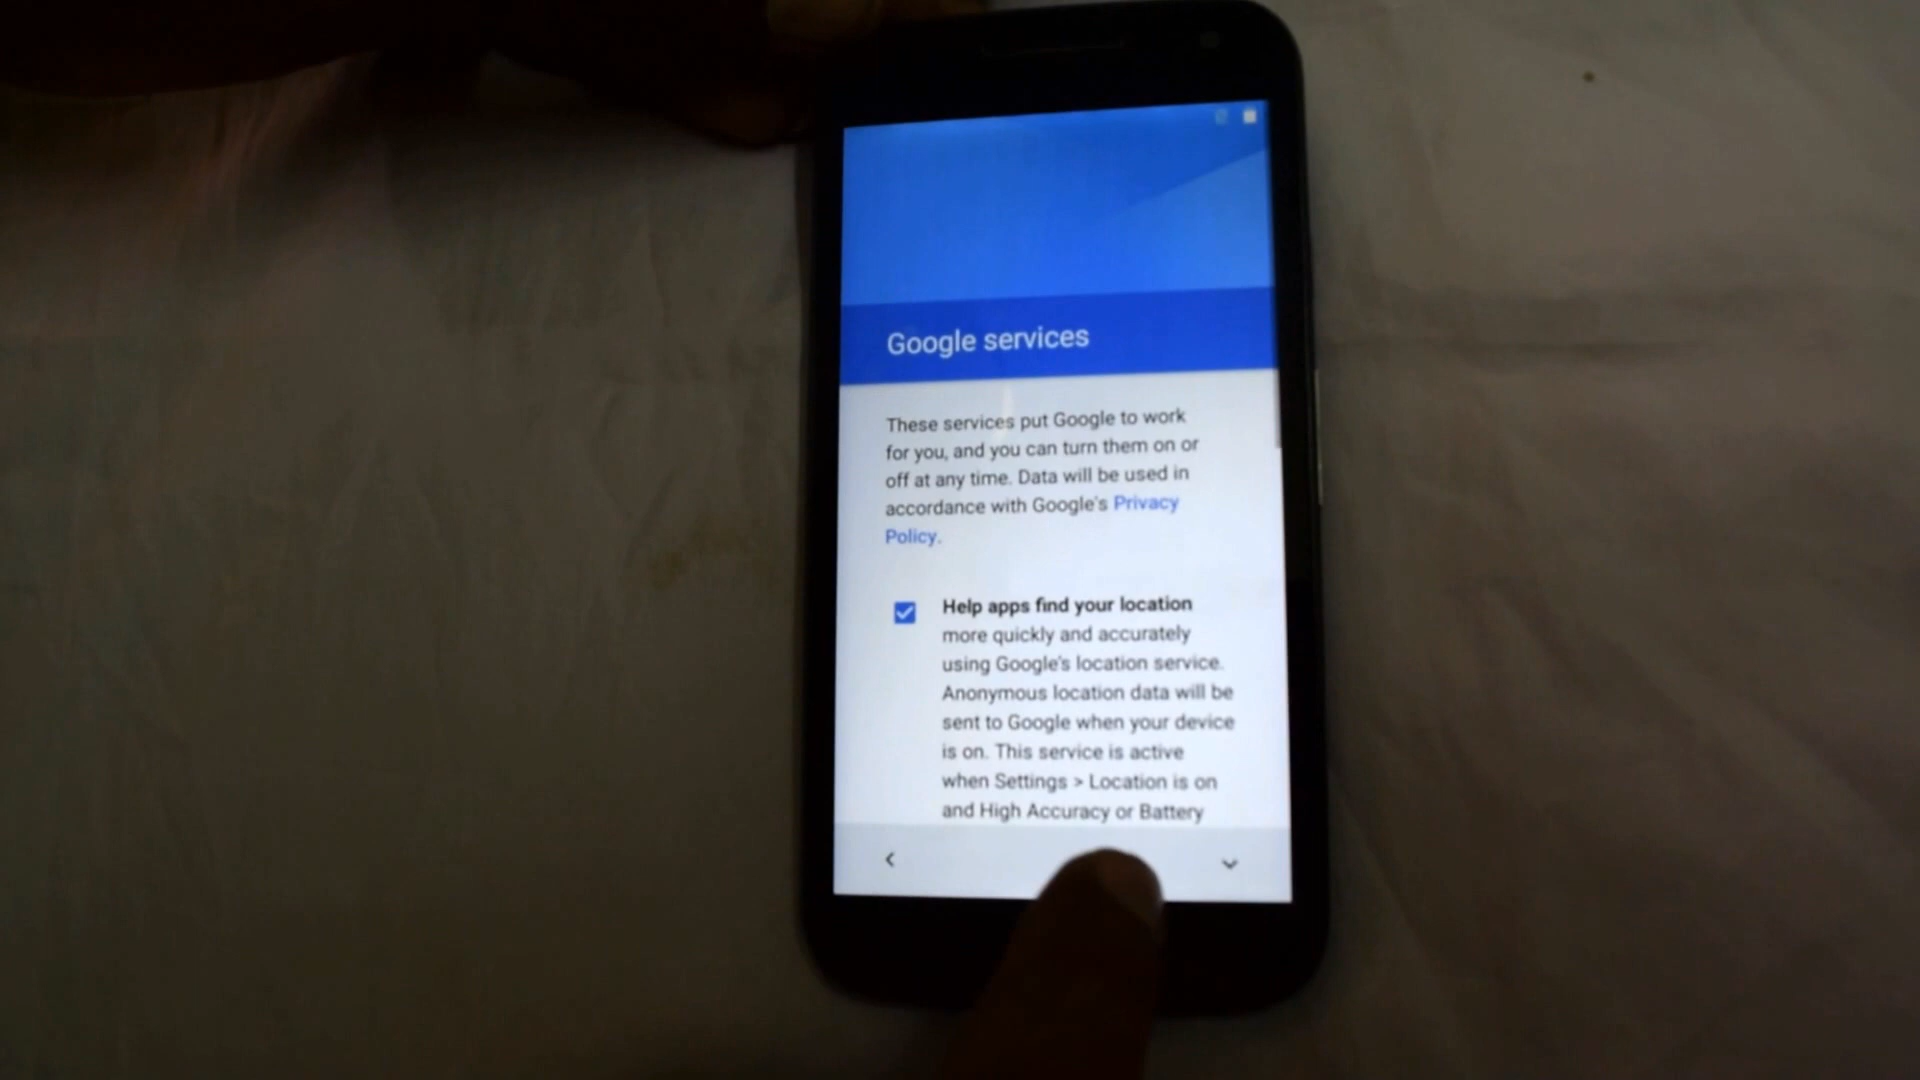 Google services
These services put Google to work
for you, and you can turn them on or
off at any time. Data will be used in
accordance with Google's Privacy
Policy.
Help apps find your location
more quickly and accurately
using Google's location service.
Anonymous location data will be
sent to Google when your device
is on. This service is active
when Settings > Location is on
and High Accuracy or Battery